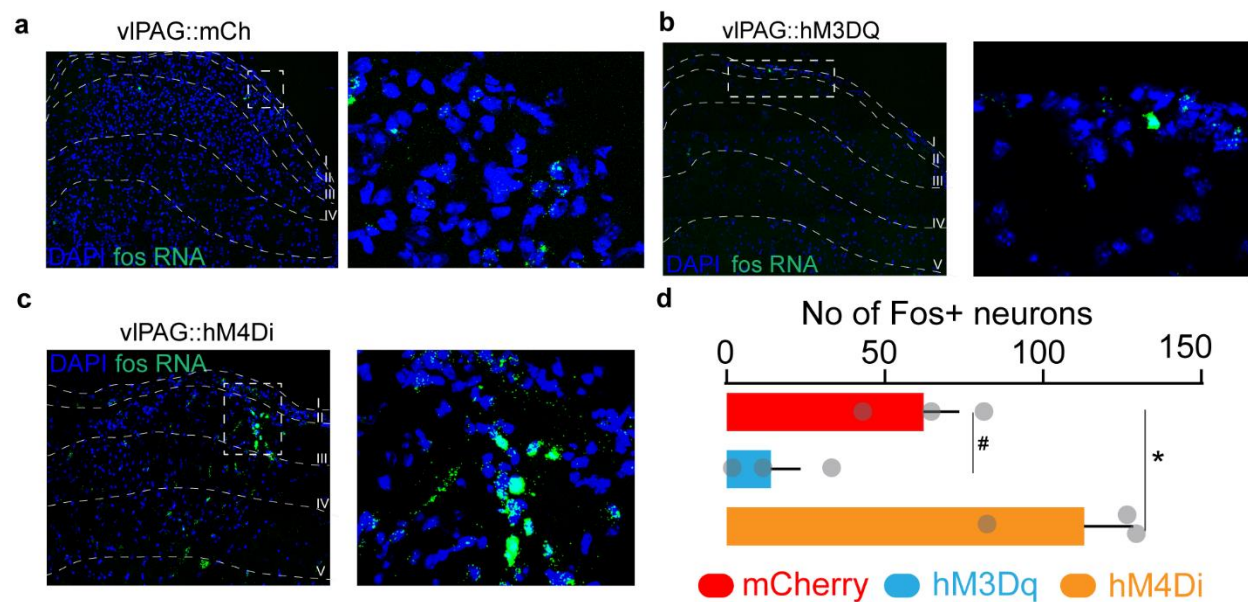 a
vlPAG::mCh
I
II
III
IV
DAPI fos RNA
b
vlPAG::hM3DQ
I
II
III
IV
V
DAPI fos RNA
c
vlPAG::hM4Di
DAPI fos RNA
I
II
III
IV
V
d
No of Fos+ neurons
0 50 100 150
#
*
mCherry hM3Dq hM4Di